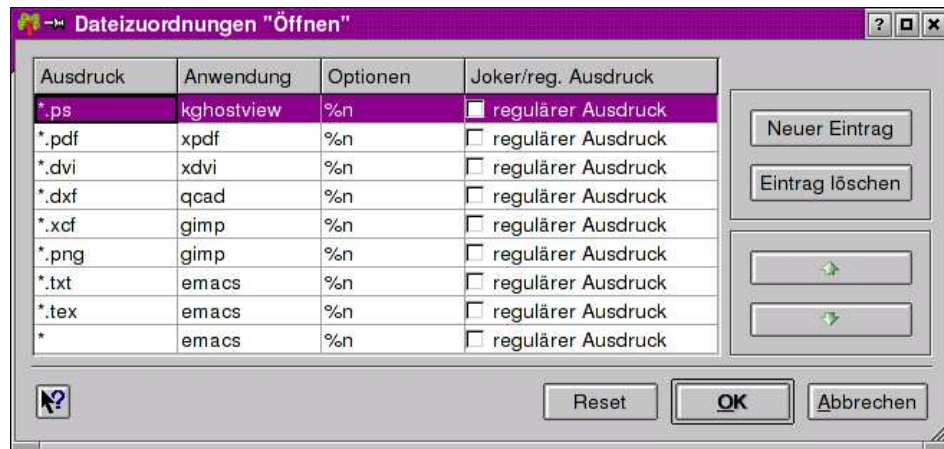 Dateizuordnungen "Öffnen"
Ausdruck Anwendung Optionen Joker/reg. Ausdruck
*.ps kghostview %n regulärer Ausdruck
*.pdf xpdf %n regulärer Ausdruck
*.dvi xdvi %n regulärer Ausdruck
*.dxf qcad %n regulärer Ausdruck
*.xcf gimp %n regulärer Ausdruck
*.png gimp %n regulärer Ausdruck
*.txt emacs %n regulärer Ausdruck
*.tex emacs %n regulärer Ausdruck
* emacs %n regulärer Ausdruck
Neuer Eintrag
Eintrag löschen
Reset OK Abbrechen